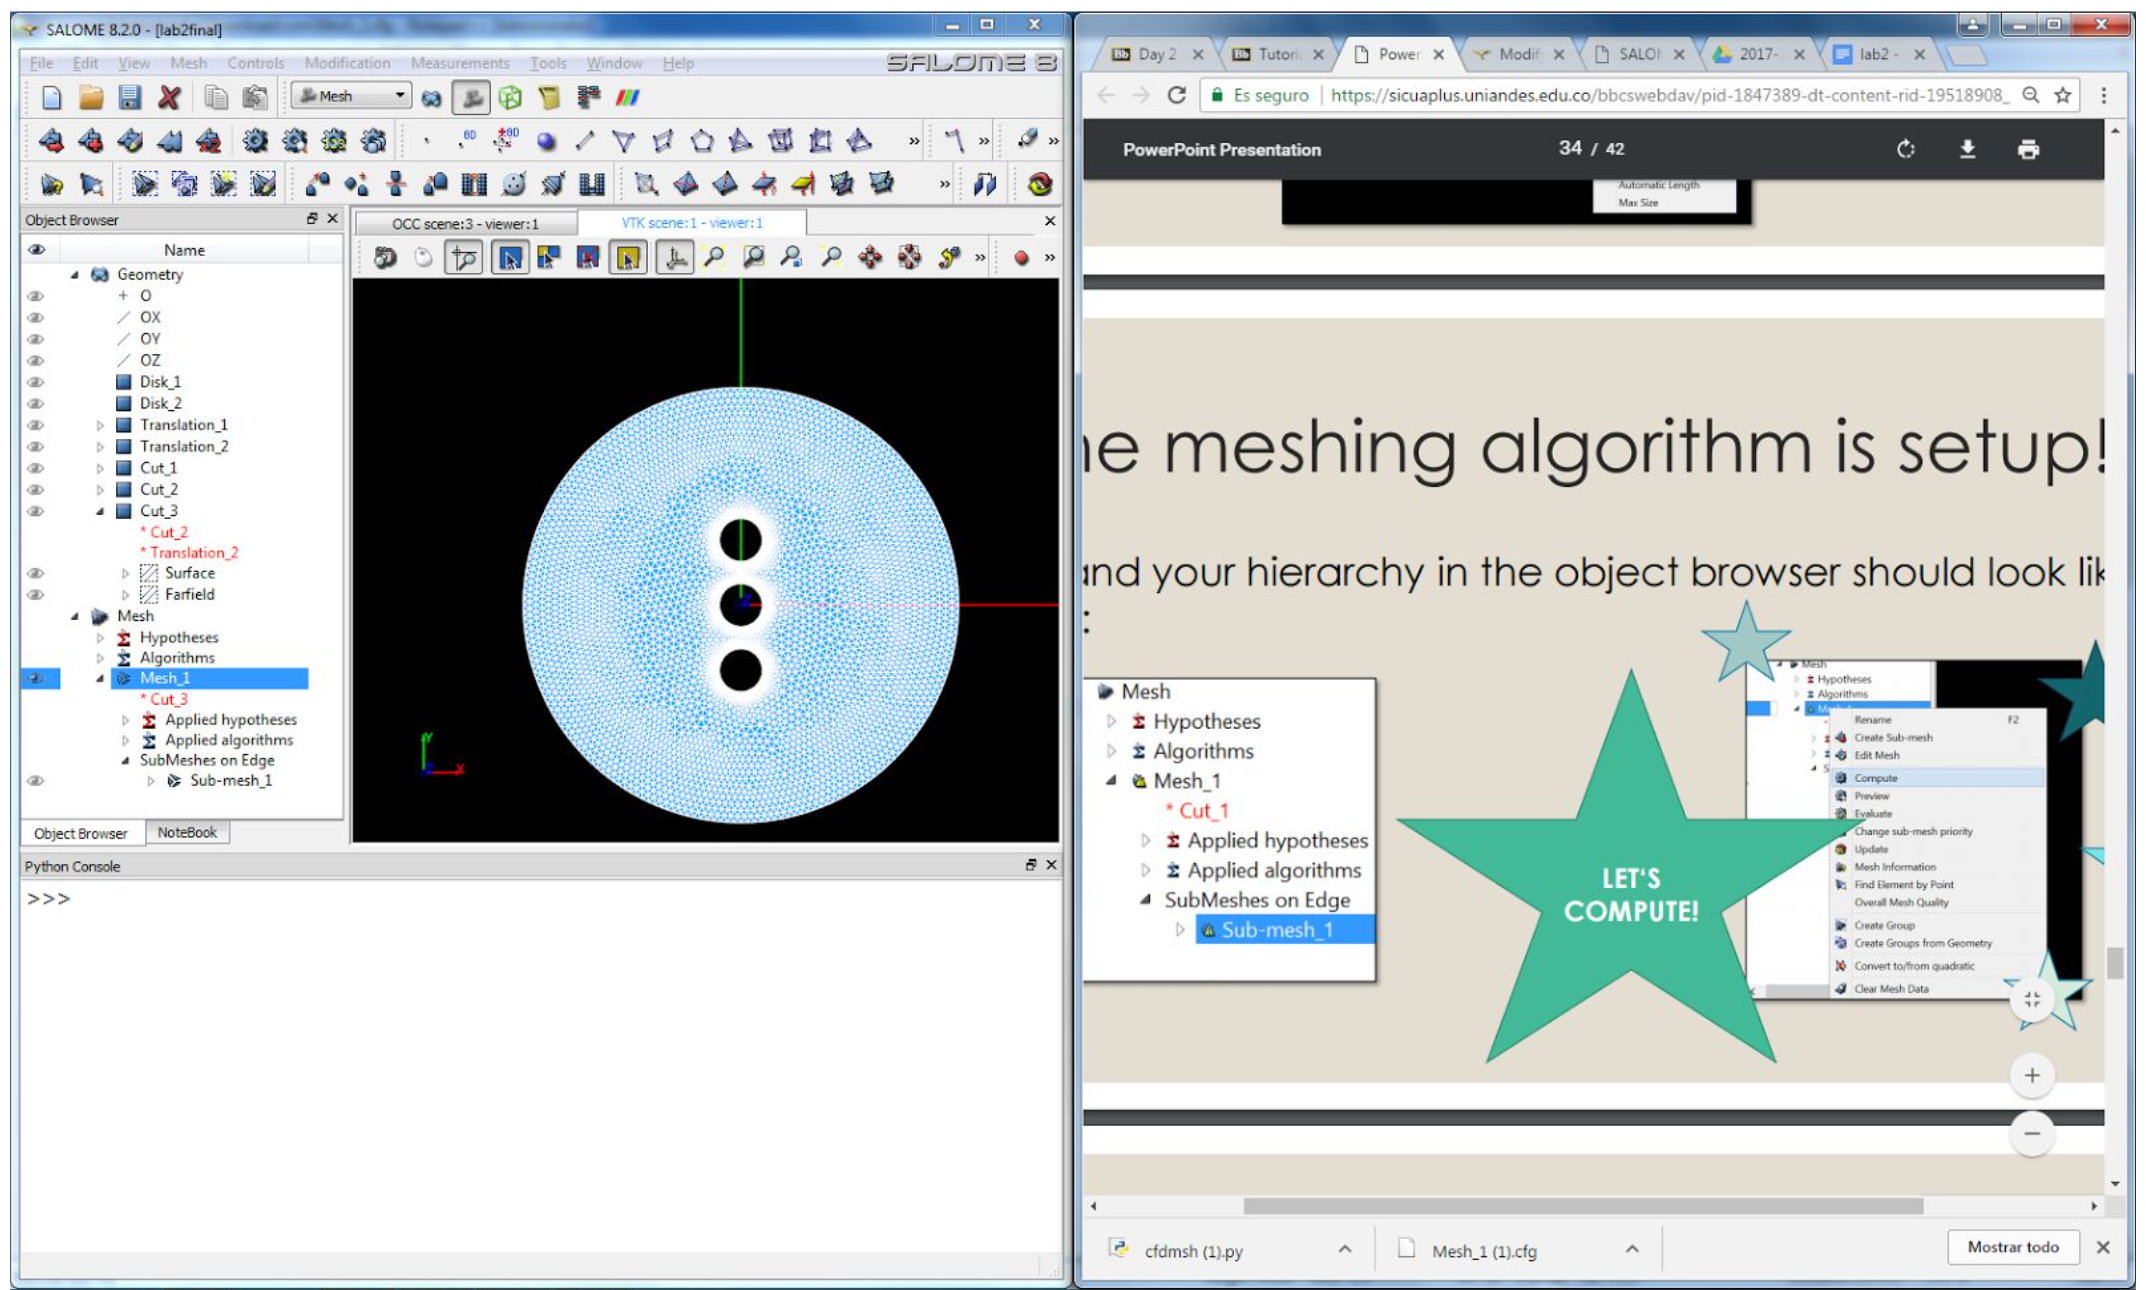 SALOME 8.2.0 - [lab2final]
File Edit View Mesh Controls Modification Measurements Tools Window Help
SALOME 8
Mesh
Object Browser
OCC scene:3 - viewer:1
VTK scene:1 - viewer:1
Name
Geometry
O
OX
OY
OZ
Disk_1
Disk_2
Translation_1
Translation_2
Cut_1
Cut_2
Cut_3
* Cut_2
* Translation_2
Surface
Farfield
Mesh
Hypotheses
Algorithms
Mesh_1
* Cut_3
Applied hypotheses
Applied algorithms
SubMeshes on Edge
Sub-mesh_1
Y
X
Z
Object Browser
NoteBook
Python Console
>>>
Day 2
Tutori
Power
Modif
SALOM
2017-
lab2 -
Es seguro
https://sicuaplus.uniandes.edu.co/bbcswebdav/pid-1847389-dt-content-rid-19518908_
PowerPoint Presentation
34 / 42
Automatic Length
Max Size
e meshing algorithm is setup!
and your hierarchy in the object browser should look lik
:
Mesh
Hypotheses
Algorithms
Mesh_1
* Cut_1
Applied hypotheses
Applied algorithms
SubMeshes on Edge
Sub-mesh_1
LET'S
COMPUTE!
Mesh
Hypotheses
Algorithms
Rename F2
Create Sub-mesh
Edit Mesh
Compute
Preview
Evaluate
Change sub-mesh priority
Update
Mesh Information
Find Element by Point
Overall Mesh Quality
Create Group
Create Groups from Geometry
Convert to/from quadratic
Clear Mesh Data
cfdmsh (1).py
Mesh_1 (1).cfg
Mostrar todo